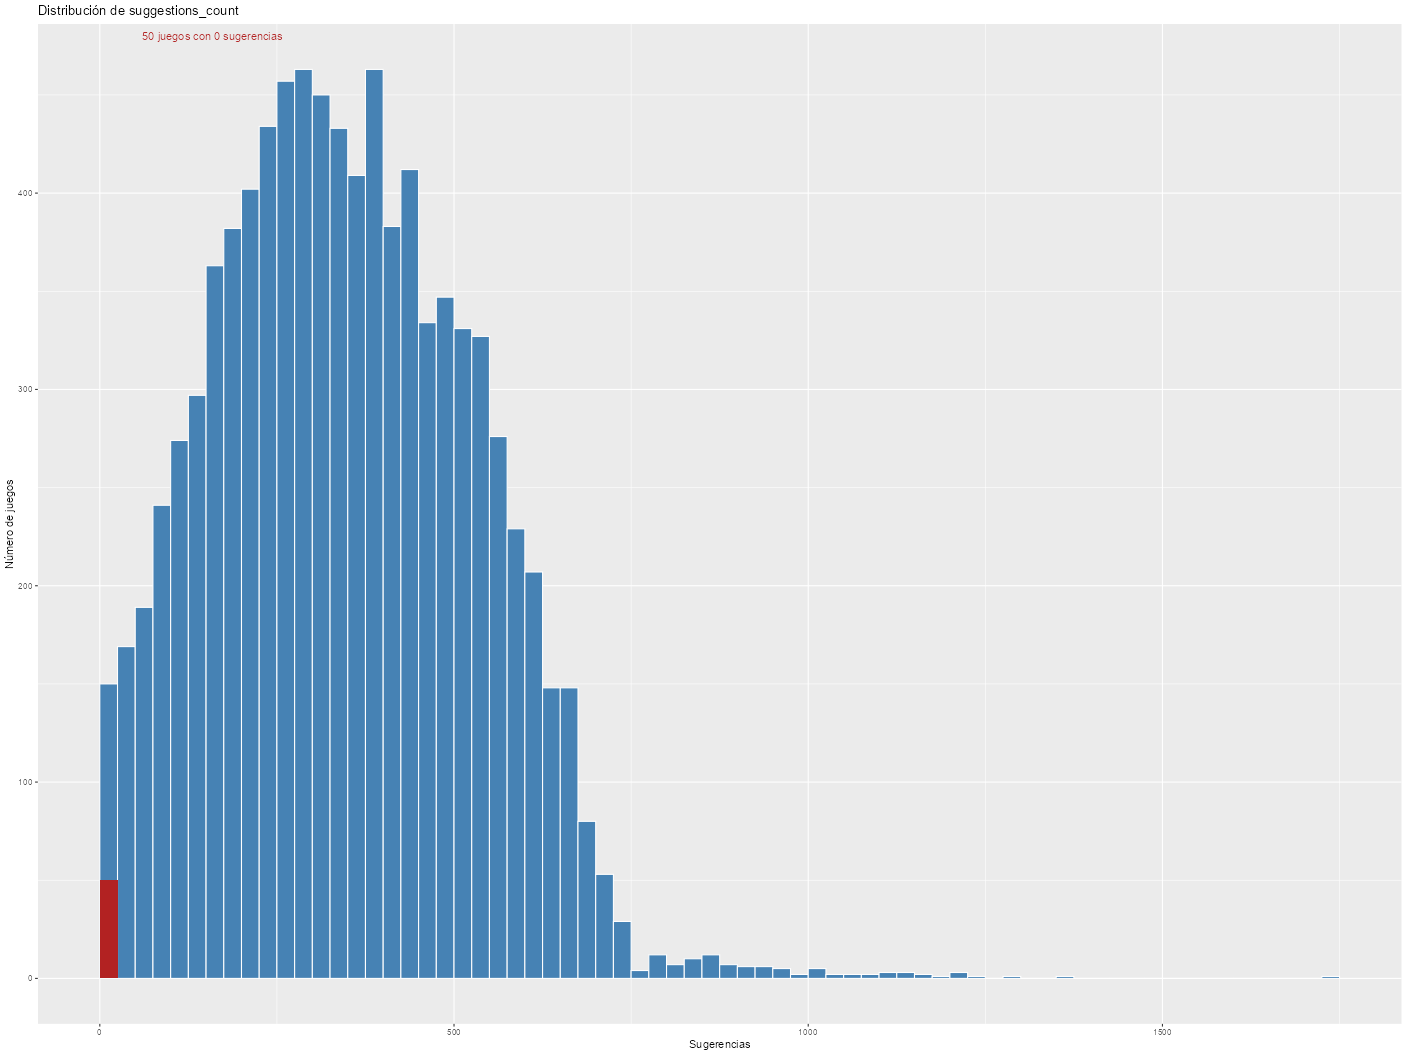 Distribución de suggestions_count
50 juegos con 0 sugerencias
400
300
200
100
0
Número de juegos
0 500 1000 1500
Sugerencias